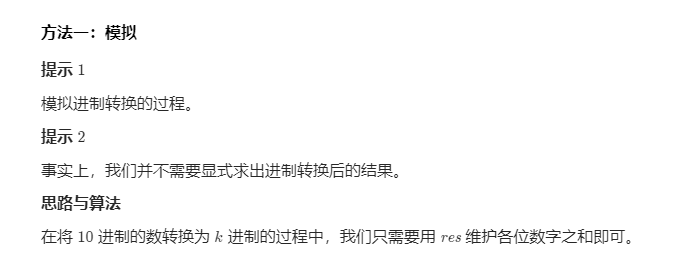 方法一：模拟
提示 1
模拟进制转换的过程。
提示 2
事实上，我们并不需要显式求出进制转换后的结果。
思路与算法
在将 10 进制的数转换为 k 进制的过程中，我们只需要用 res 维护各位数字之和即可。